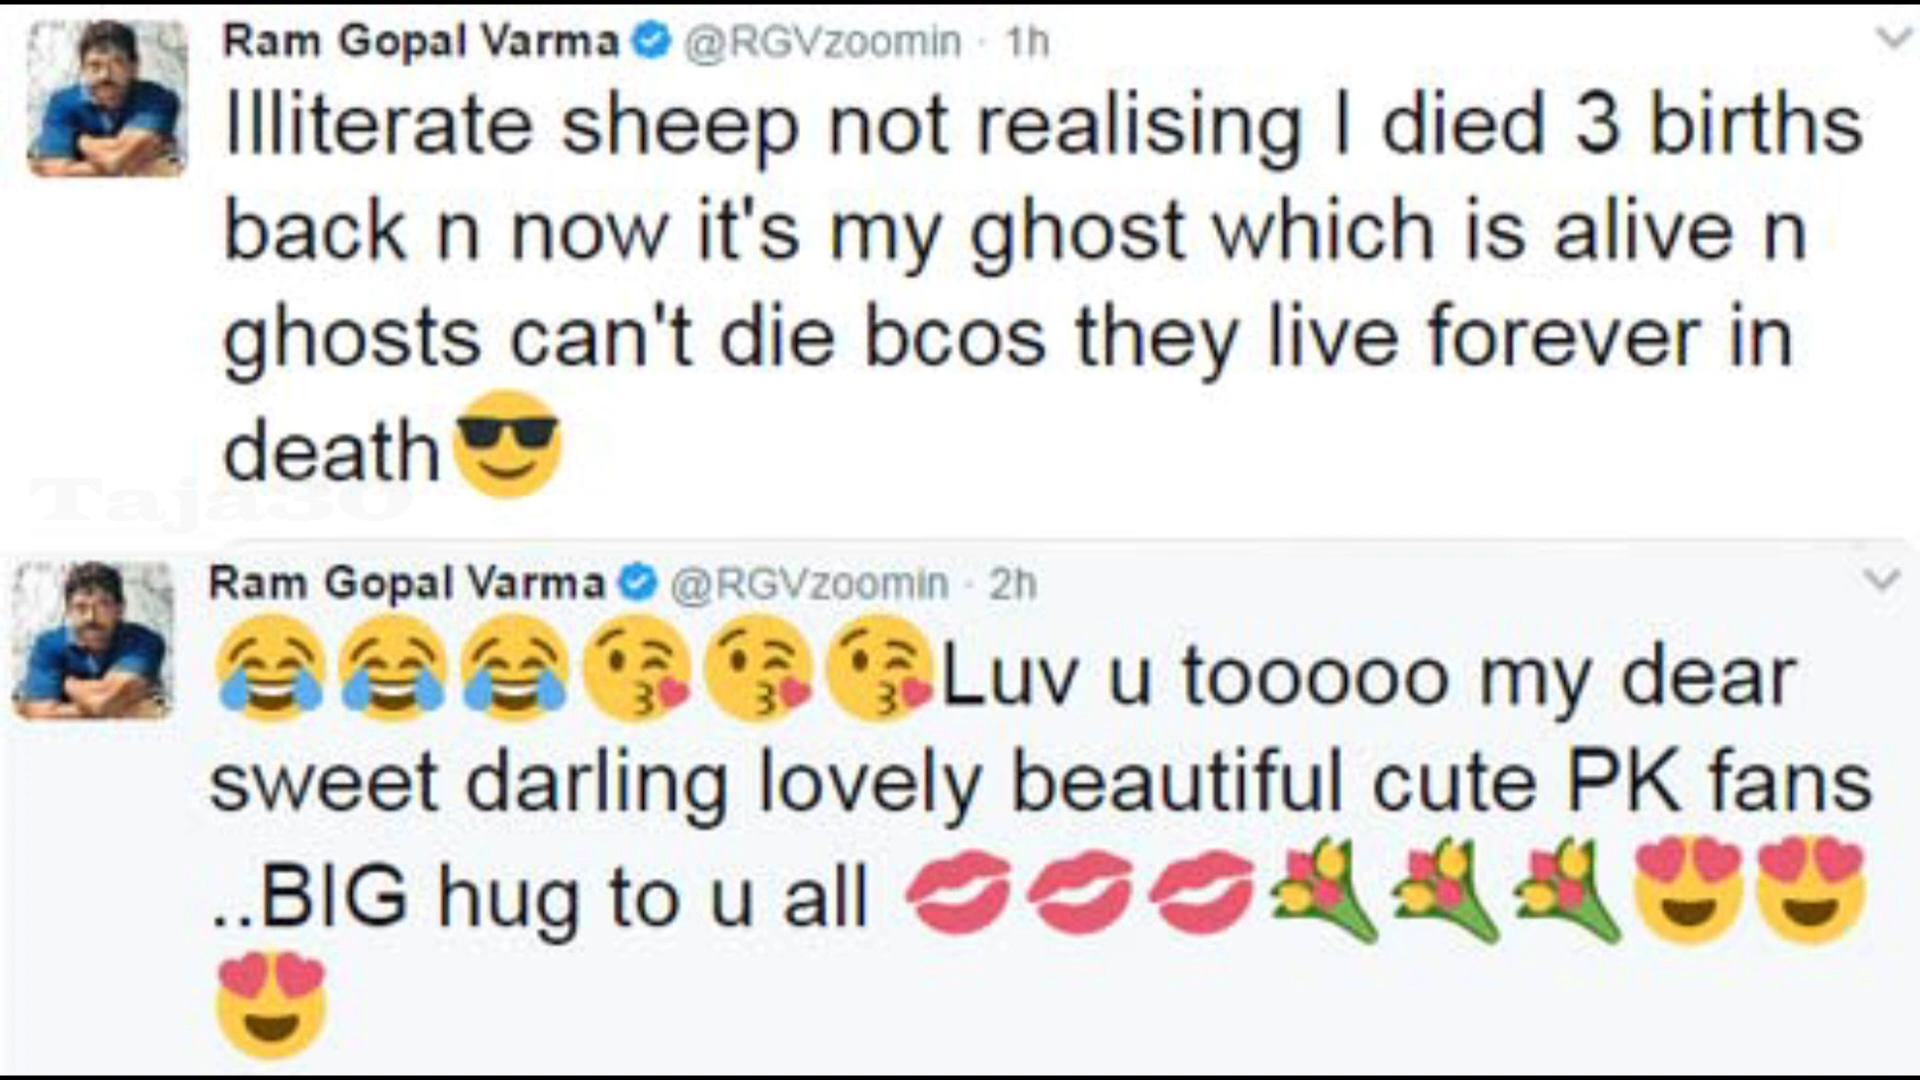 Ram Gopal Varma @RGVzoomin · 1h
Illiterate sheep not realising I died 3 births
back n now it's my ghost which is alive n
ghosts can't die bcos they live forever in
death😎
Taja30
Ram Gopal Varma @RGVzoomin · 2h
😂😂😂😘😘😘Luv u tooooo my dear
sweet darling lovely beautiful cute PK fans
..BIG hug to u all 💋💋💋💐💐💐😍😍
😍